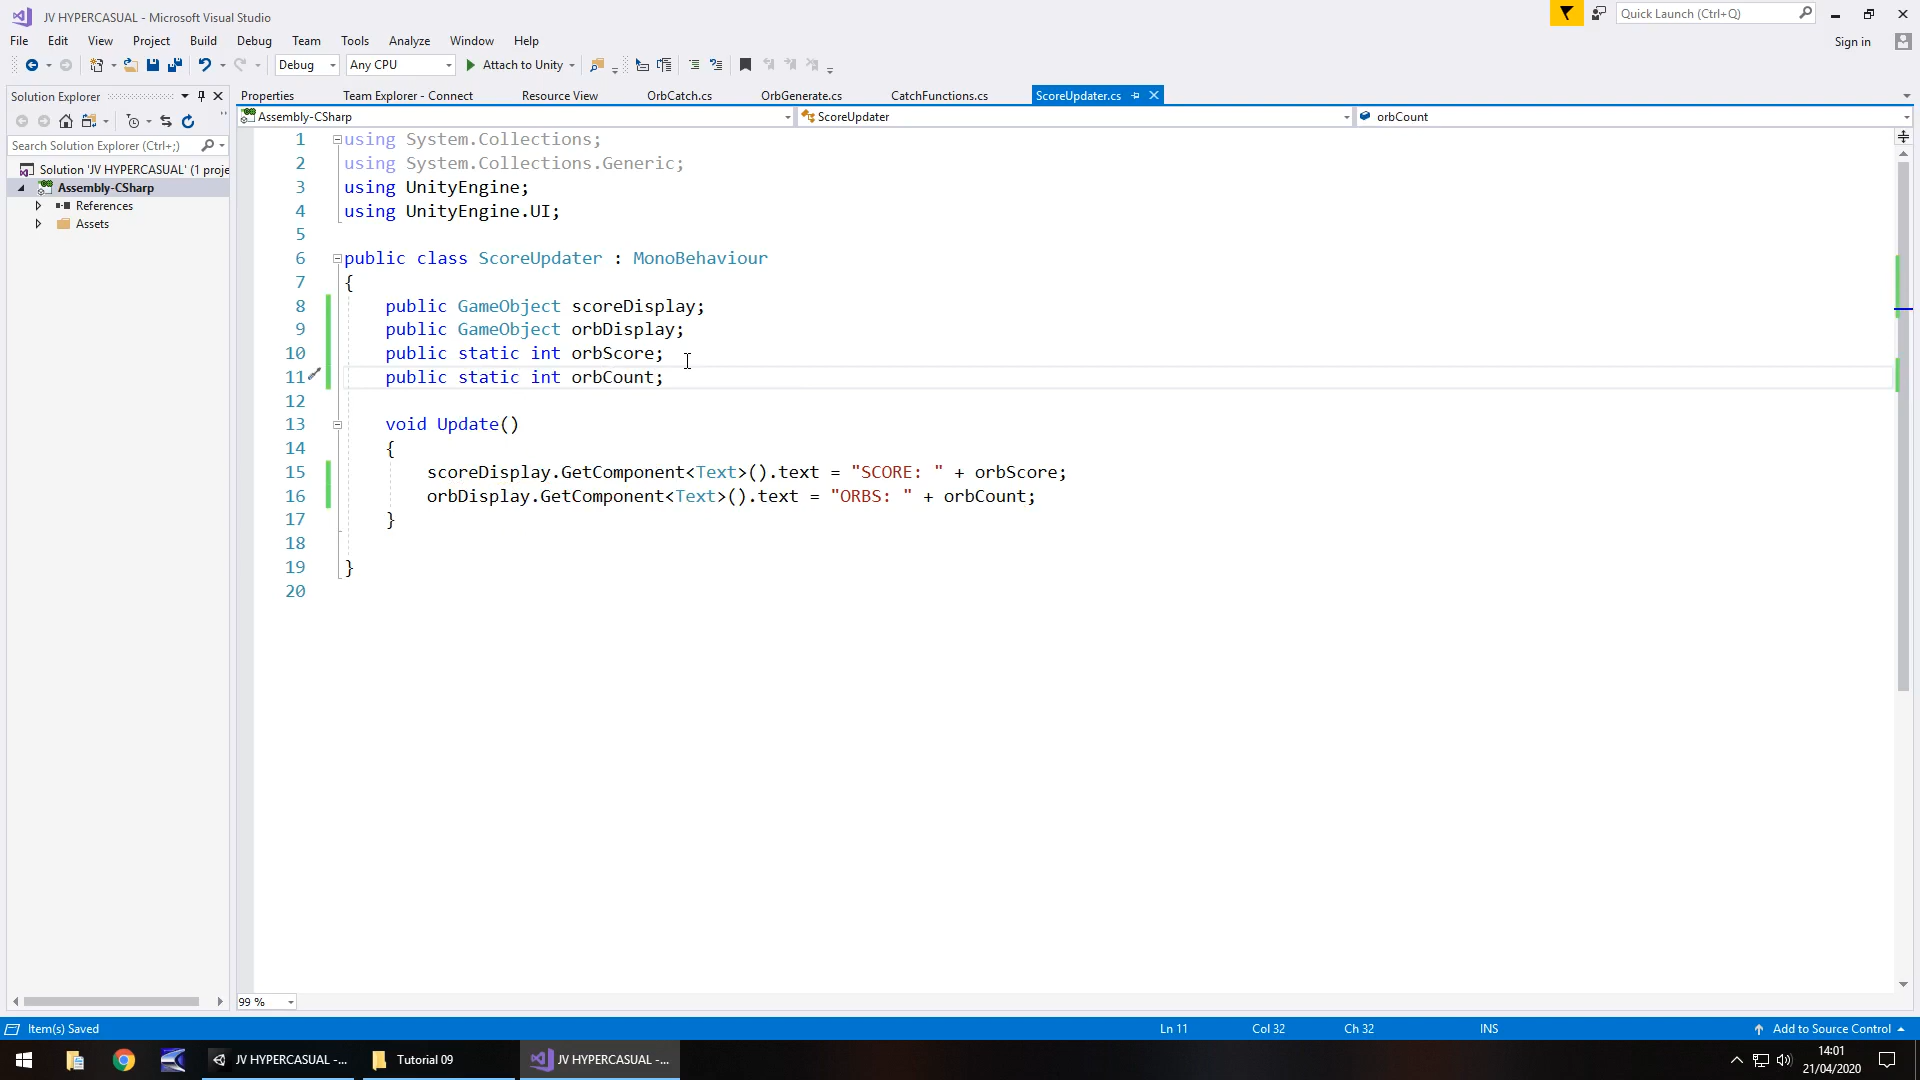 JV HYPERCASUAL - Microsoft Visual Studio
Quick Launch (Ctrl+Q)
File Edit View Project Build Debug Team Tools Analyze Window Help
Sign in
Debug Any CPU Attach to Unity
Solution Explorer
Properties Team Explorer - Connect Resource View OrbCatch.cs OrbGenerate.cs CatchFunctions.cs ScoreUpdater.cs
Assembly-CSharp ScoreUpdater orbCount
Search Solution Explorer (Ctrl+;)
Solution 'JV HYPERCASUAL' (1 proje
Assembly-CSharp
References
Assets
1 using System.Collections;
2 using System.Collections.Generic;
3 using UnityEngine;
4 using UnityEngine.UI;
5
6 public class ScoreUpdater : MonoBehaviour
7 {
8 public GameObject scoreDisplay;
9 public GameObject orbDisplay;
10 public static int orbScore;
11 public static int orbCount;
12
13 void Update()
14 {
15 scoreDisplay.GetComponent<Text>().text = "SCORE: " + orbScore;
16 orbDisplay.GetComponent<Text>().text = "ORBS: " + orbCount;
17 }
18
19 }
20
99 %
Item(s) Saved Ln 11 Col 32 Ch 32 INS Add to Source Control
JV HYPERCASUAL -... Tutorial 09 JV HYPERCASUAL -...
14:01
21/04/2020